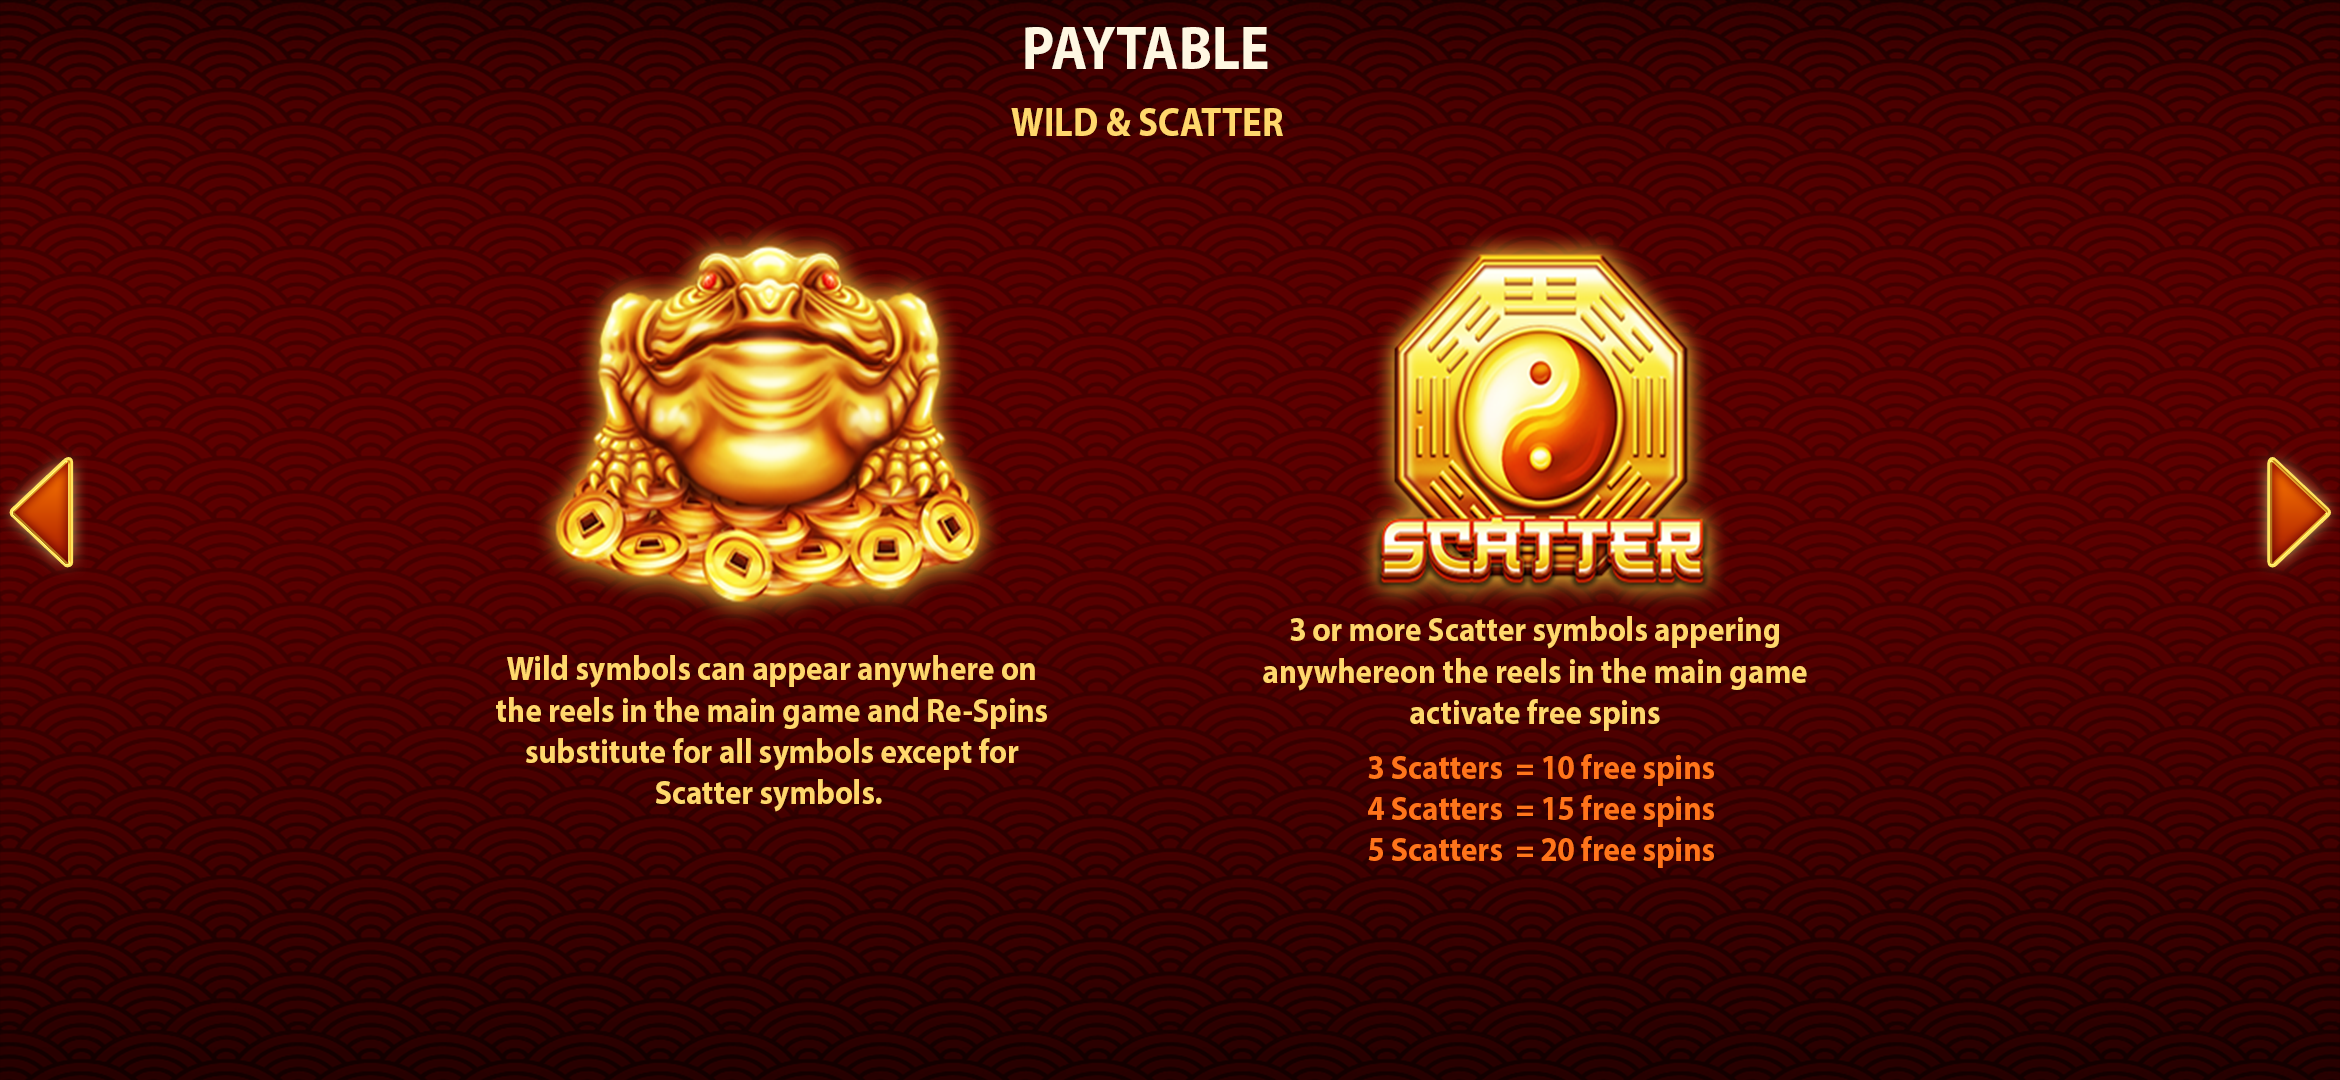 PAYTABLE
WILD & SCATTER
SCATTER
Wild symbols can appear anywhere on
the reels in the main game and Re-Spins
substitute for all symbols except for
Scatter symbols.
3 or more Scatter symbols appering
anywhereon the reels in the main game
activate free spins
3 Scatters = 10 free spins
4 Scatters = 15 free spins
5 Scatters = 20 free spins